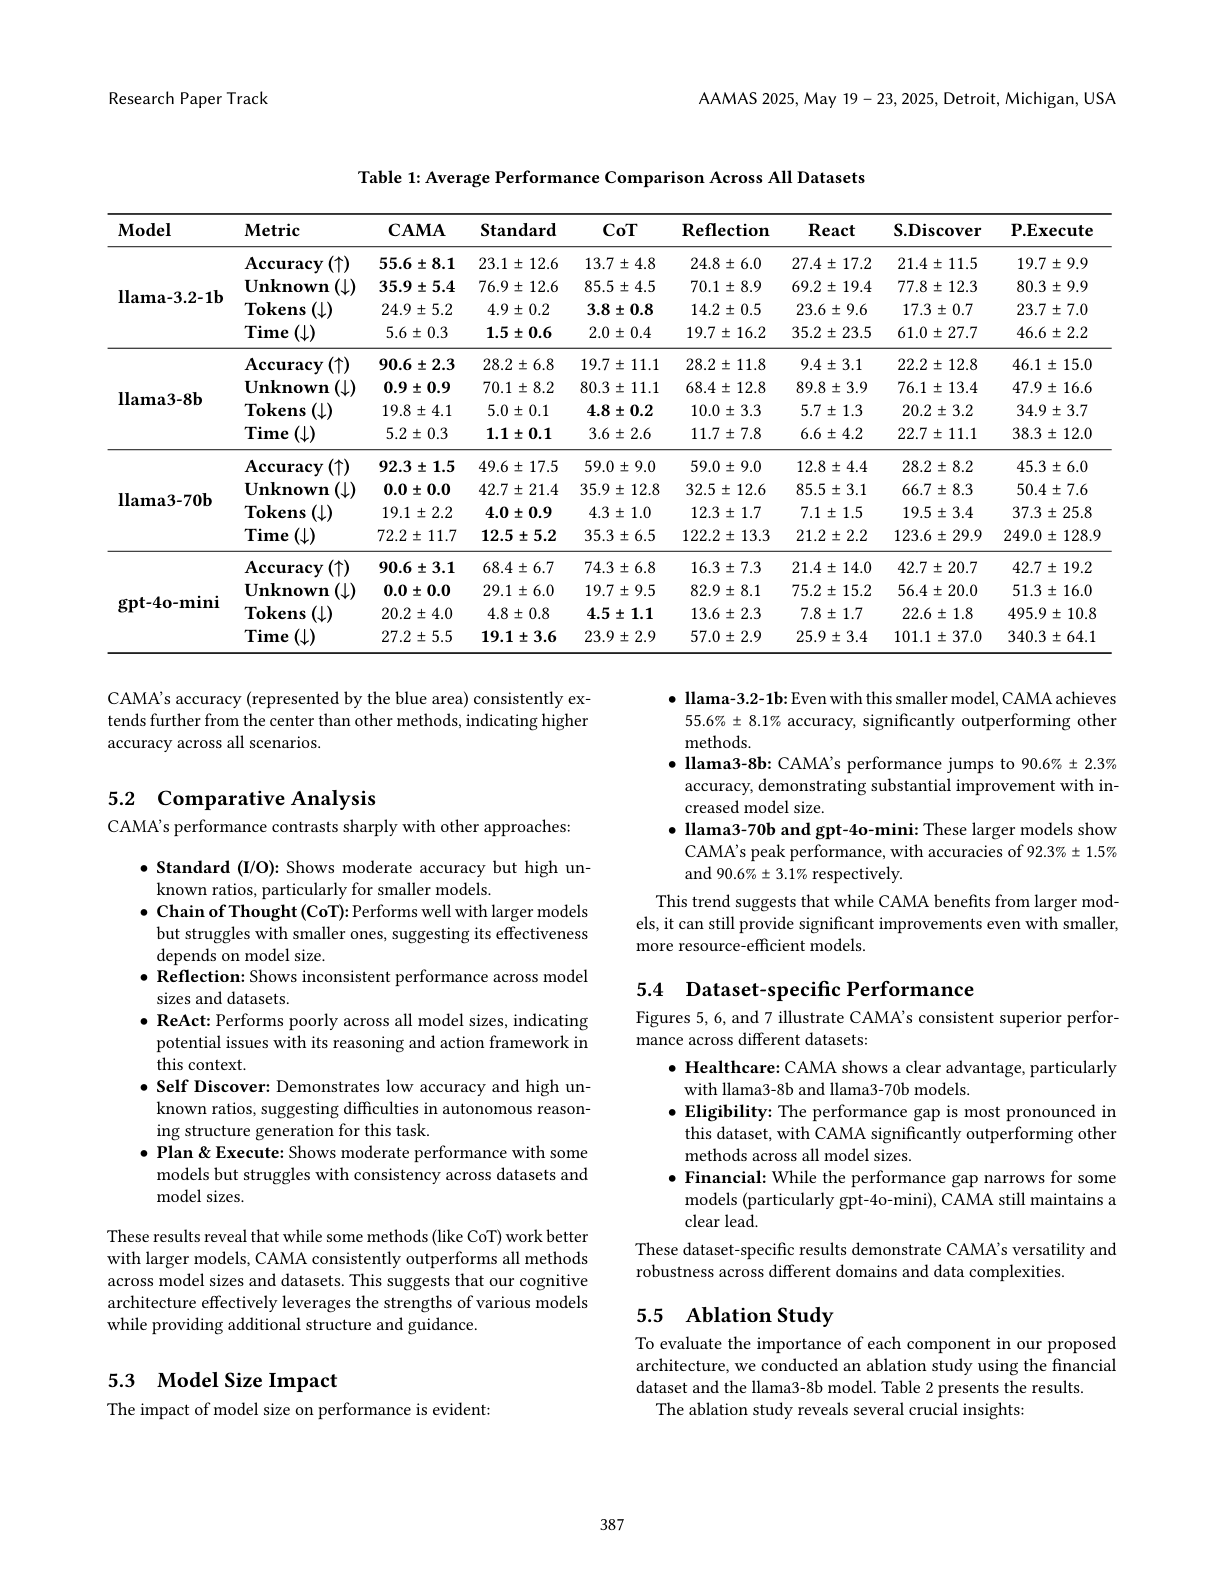 Research Paper Track
AAMAS 2025, May 19 – 23, 2025, Detroit, Michigan, USA
Table 1: Average Performance Comparison Across All Datasets
Model Metric CAMA Standard CoT Reflection React S.Discover P.Execute
llama-3.2-1b
Accuracy (↑) 55.6 ± 8.1 23.1 ± 12.6 13.7 ± 4.8 24.8 ± 6.0 27.4 ± 17.2 21.4 ± 11.5 19.7 ± 9.9
Unknown (↓) 35.9 ± 5.4 76.9 ± 12.6 85.5 ± 4.5 70.1 ± 8.9 69.2 ± 19.4 77.8 ± 12.3 80.3 ± 9.9
Tokens (↓) 24.9 ± 5.2 4.9 ± 0.2 3.8 ± 0.8 14.2 ± 0.5 23.6 ± 9.6 17.3 ± 0.7 23.7 ± 7.0
Time (↓) 5.6 ± 0.3 1.5 ± 0.6 2.0 ± 0.4 19.7 ± 16.2 35.2 ± 23.5 61.0 ± 27.7 46.6 ± 2.2
llama3-8b
Accuracy (↑) 90.6 ± 2.3 28.2 ± 6.8 19.7 ± 11.1 28.2 ± 11.8 9.4 ± 3.1 22.2 ± 12.8 46.1 ± 15.0
Unknown (↓) 0.9 ± 0.9 70.1 ± 8.2 80.3 ± 11.1 68.4 ± 12.8 89.8 ± 3.9 76.1 ± 13.4 47.9 ± 16.6
Tokens (↓) 19.8 ± 4.1 5.0 ± 0.1 4.8 ± 0.2 10.0 ± 3.3 5.7 ± 1.3 20.2 ± 3.2 34.9 ± 3.7
Time (↓) 5.2 ± 0.3 1.1 ± 0.1 3.6 ± 2.6 11.7 ± 7.8 6.6 ± 4.2 22.7 ± 11.1 38.3 ± 12.0
llama3-70b
Accuracy (↑) 92.3 ± 1.5 49.6 ± 17.5 59.0 ± 9.0 59.0 ± 9.0 12.8 ± 4.4 28.2 ± 8.2 45.3 ± 6.0
Unknown (↓) 0.0 ± 0.0 42.7 ± 21.4 35.9 ± 12.8 32.5 ± 12.6 85.5 ± 3.1 66.7 ± 8.3 50.4 ± 7.6
Tokens (↓) 19.1 ± 2.2 4.0 ± 0.9 4.3 ± 1.0 12.3 ± 1.7 7.1 ± 1.5 19.5 ± 3.4 37.3 ± 25.8
Time (↓) 72.2 ± 11.7 12.5 ± 5.2 35.3 ± 6.5 122.2 ± 13.3 21.2 ± 2.2 123.6 ± 29.9 249.0 ± 128.9
gpt-4o-mini
Accuracy (↑) 90.6 ± 3.1 68.4 ± 6.7 74.3 ± 6.8 16.3 ± 7.3 21.4 ± 14.0 42.7 ± 20.7 42.7 ± 19.2
Unknown (↓) 0.0 ± 0.0 29.1 ± 6.0 19.7 ± 9.5 82.9 ± 8.1 75.2 ± 15.2 56.4 ± 20.0 51.3 ± 16.0
Tokens (↓) 20.2 ± 4.0 4.8 ± 0.8 4.5 ± 1.1 13.6 ± 2.3 7.8 ± 1.7 22.6 ± 1.8 495.9 ± 10.8
Time (↓) 27.2 ± 5.5 19.1 ± 3.6 23.9 ± 2.9 57.0 ± 2.9 25.9 ± 3.4 101.1 ± 37.0 340.3 ± 64.1
CAMA's accuracy (represented by the blue area) consistently ex-
tends further from the center than other methods, indicating higher
accuracy across all scenarios.
5.2 Comparative Analysis
CAMA's performance contrasts sharply with other approaches:
• Standard (I/O): Shows moderate accuracy but high un-
known ratios, particularly for smaller models.
• Chain of Thought (CoT): Performs well with larger models
but struggles with smaller ones, suggesting its effectiveness
depends on model size.
• Reflection: Shows inconsistent performance across model
sizes and datasets.
• ReAct: Performs poorly across all model sizes, indicating
potential issues with its reasoning and action framework in
this context.
• Self Discover: Demonstrates low accuracy and high un-
known ratios, suggesting difficulties in autonomous reason-
ing structure generation for this task.
• Plan & Execute: Shows moderate performance with some
models but struggles with consistency across datasets and
model sizes.
These results reveal that while some methods (like CoT) work better
with larger models, CAMA consistently outperforms all methods
across model sizes and datasets. This suggests that our cognitive
architecture effectively leverages the strengths of various models
while providing additional structure and guidance.
5.3 Model Size Impact
The impact of model size on performance is evident:
• llama-3.2-1b: Even with this smaller model, CAMA achieves
55.6% ± 8.1% accuracy, significantly outperforming other
methods.
• llama3-8b: CAMA's performance jumps to 90.6% ± 2.3%
accuracy, demonstrating substantial improvement with in-
creased model size.
• llama3-70b and gpt-4o-mini: These larger models show
CAMA's peak performance, with accuracies of 92.3% ± 1.5%
and 90.6% ± 3.1% respectively.
This trend suggests that while CAMA benefits from larger mod-
els, it can still provide significant improvements even with smaller,
more resource-efficient models.
5.4 Dataset-specific Performance
Figures 5, 6, and 7 illustrate CAMA's consistent superior perfor-
mance across different datasets:
• Healthcare: CAMA shows a clear advantage, particularly
with llama3-8b and llama3-70b models.
• Eligibility: The performance gap is most pronounced in
this dataset, with CAMA significantly outperforming other
methods across all model sizes.
• Financial: While the performance gap narrows for some
models (particularly gpt-4o-mini), CAMA still maintains a
clear lead.
These dataset-specific results demonstrate CAMA's versatility and
robustness across different domains and data complexities.
5.5 Ablation Study
To evaluate the importance of each component in our proposed
architecture, we conducted an ablation study using the financial
dataset and the llama3-8b model. Table 2 presents the results.
The ablation study reveals several crucial insights:
387